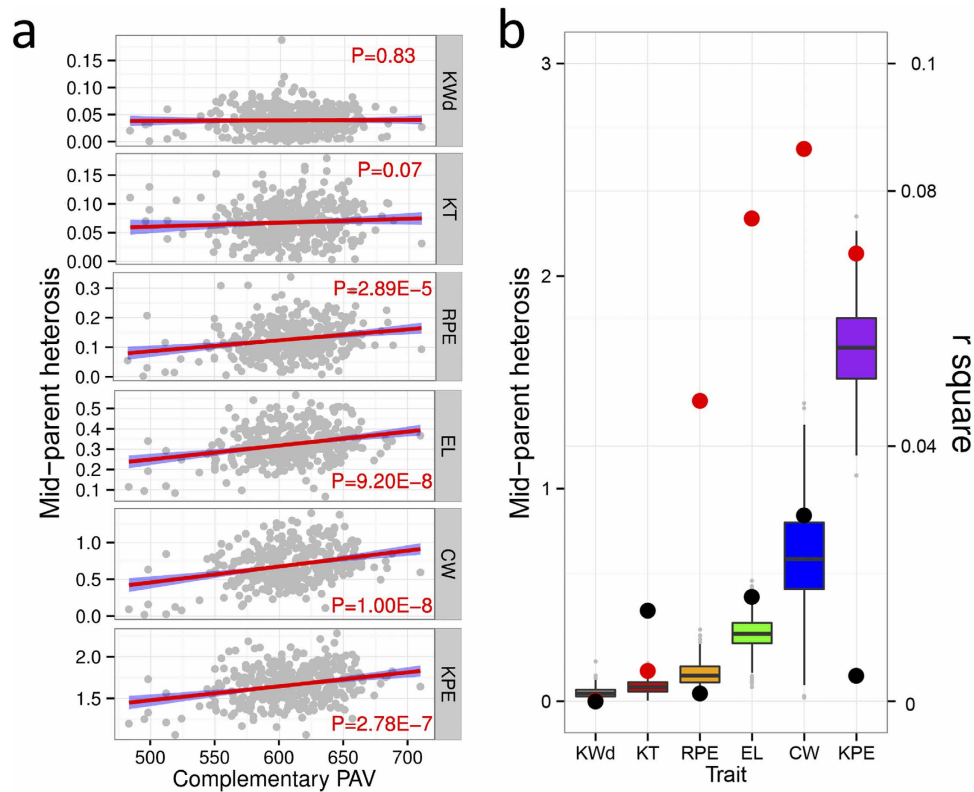 a
Mid-parent heterosis
0.15
0.10
0.05
0.00
P=0.83
KWd
0.15
0.10
0.05
0.00
P=0.07
KT
0.3
0.2
0.1
0.0
P=2.89E-5
RPE
0.5
0.4
0.3
0.2
0.1
P=9.20E-8
EL
1.0
0.5
0.0
P=1.00E-8
CW
2.0
1.5
P=2.78E-7
KPE
500 550 600 650 700
Complementary PAV
b
Mid-parent heterosis
3
2
1
0
0.1
0.08
0.04
0
r square
KWd KT RPE EL CW KPE
Trait